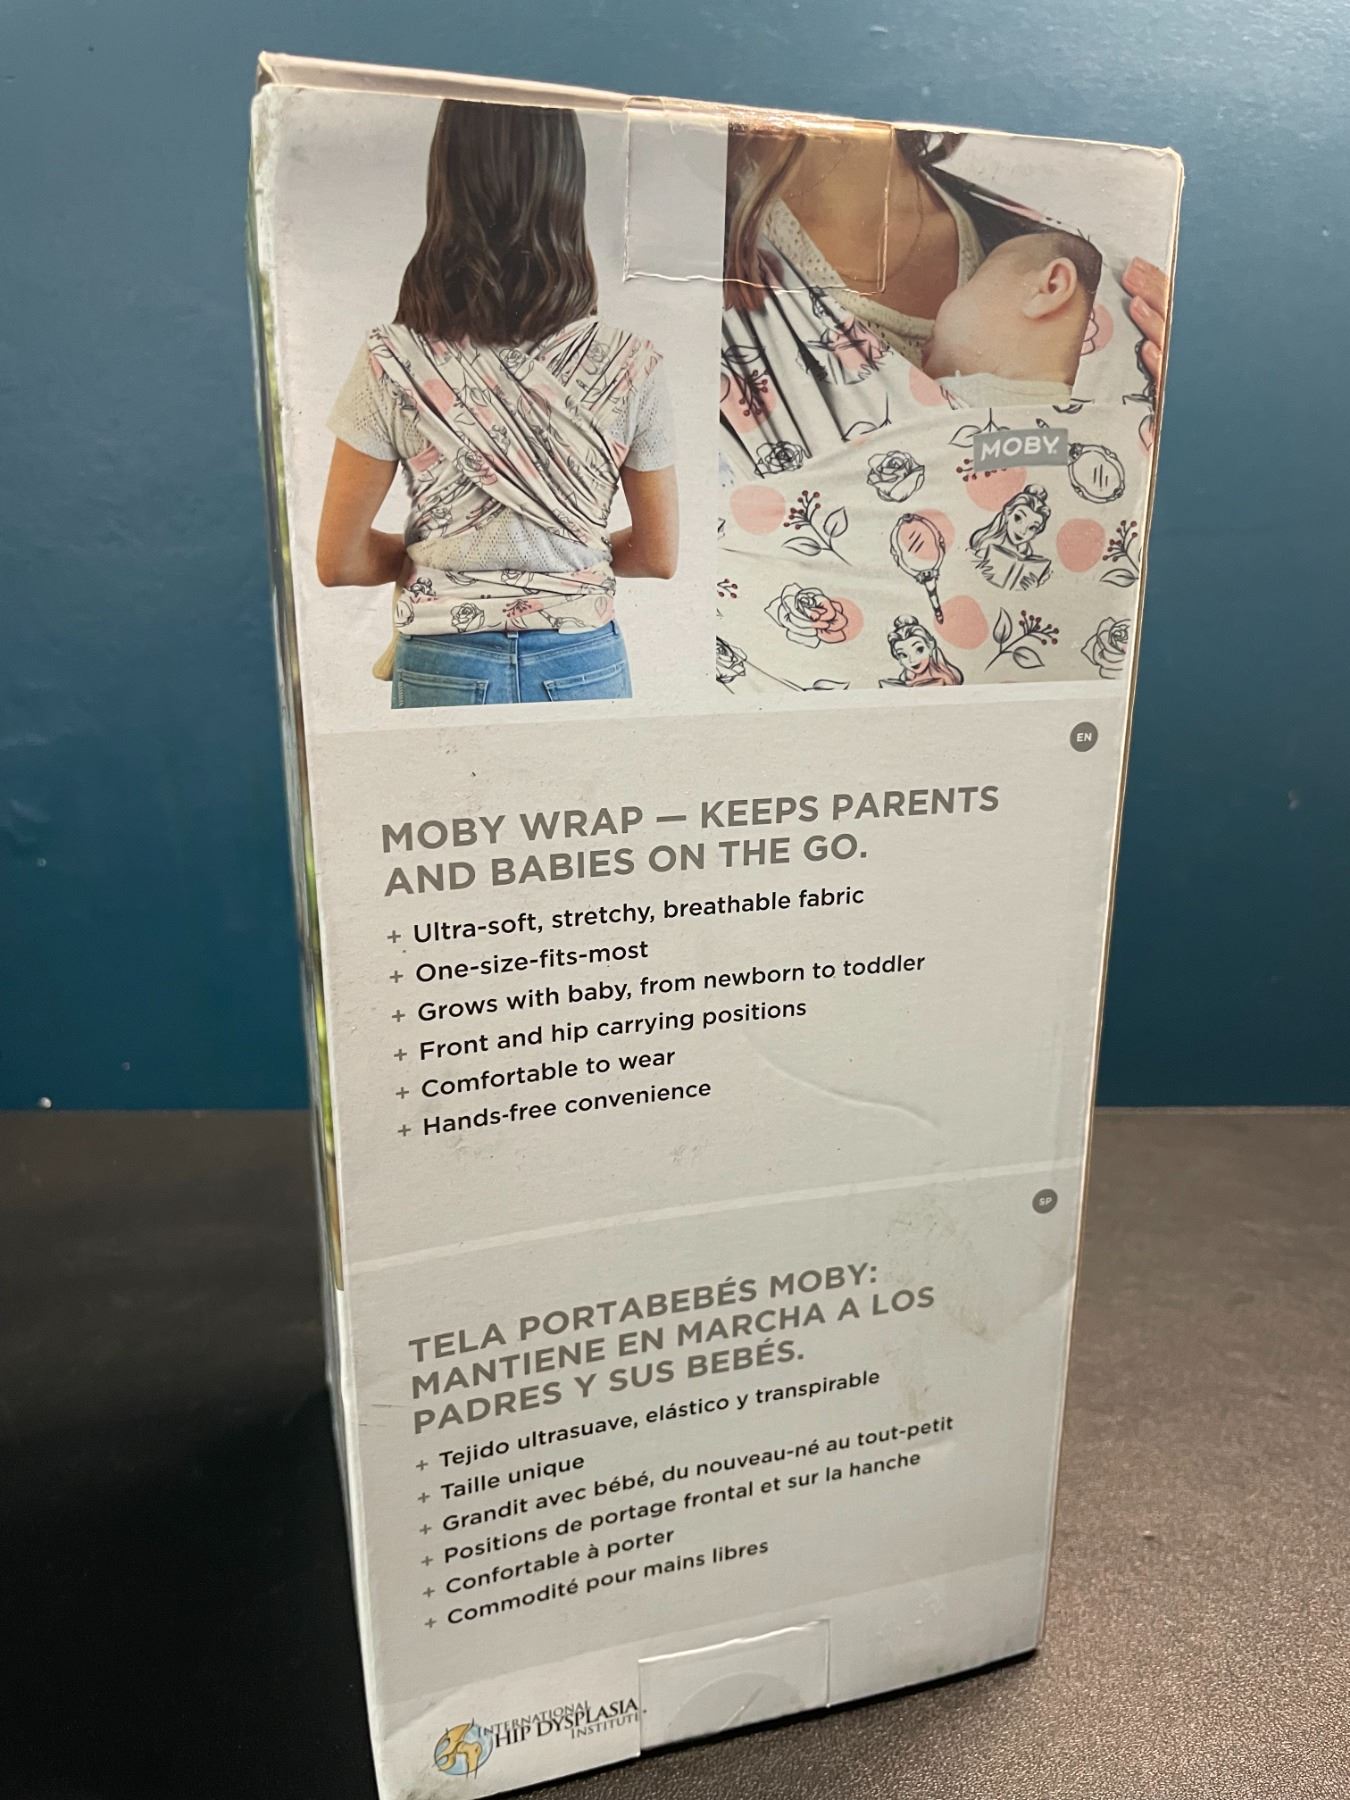 MOBY
EN
MOBY WRAP — KEEPS PARENTS
AND BABIES ON THE GO.
+ Ultra-soft, stretchy, breathable fabric
+ One-size-fits-most
+ Grows with baby, from newborn to toddler
+ Front and hip carrying positions
+ Comfortable to wear
+ Hands-free convenience
SP
TELA PORTABEBÉS MOBY:
MANTIENE EN MARCHA A LOS
PADRES Y SUS BEBÉS.
+ Tejido ultrasuave, elástico y transpirable
+ Taille unique
+ Grandit avec bébé, du nouveau-né au tout-petit
+ Positions de portage frontal et sur la hanche
+ Confortable à porter
+ Commodité pour mains libres
INTERNATIONAL
HIP DYSPLASIA
INSTITUTE